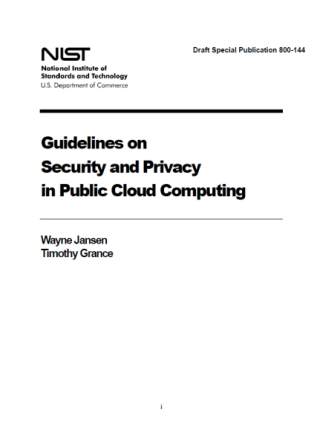 NIST
Draft Special Publication 800-144
National Institute of
Standards and Technology
U.S. Department of Commerce
Guidelines on
Security and Privacy
in Public Cloud Computing
Wayne Jansen
Timothy Grance